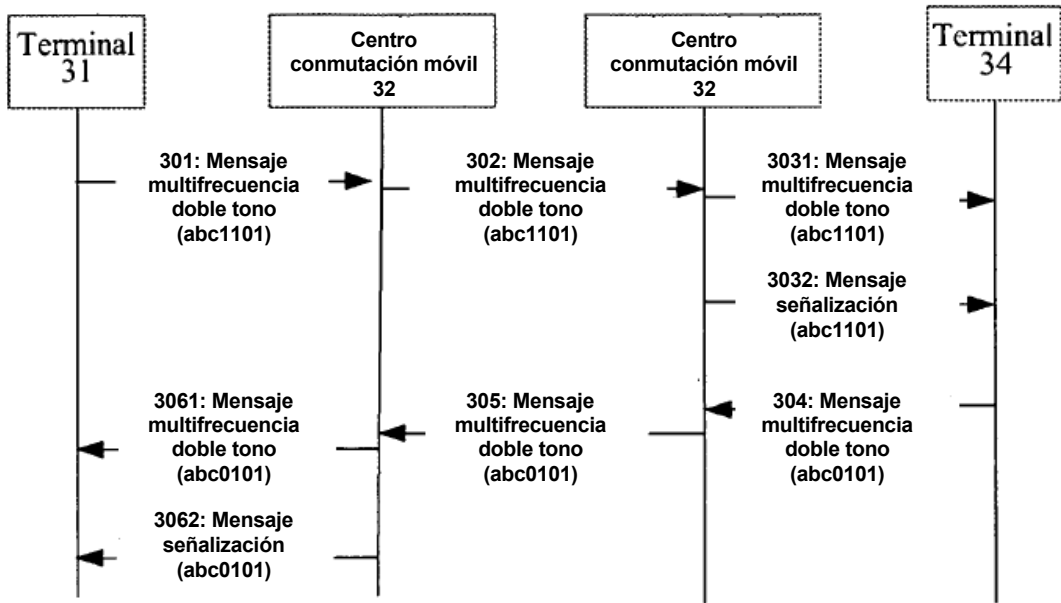 Terminal
31
Centro
conmutación móvil
32
Centro
conmutación móvil
32
Terminal
34
301: Mensaje
multifrecuencia
doble tono
(abc1101)
302: Mensaje
multifrecuencia
doble tono
(abc1101)
3031: Mensaje
multifrecuencia
doble tono
(abc1101)
3032: Mensaje
señalización
(abc1101)
3061: Mensaje
multifrecuencia
doble tono
(abc0101)
305: Mensaje
multifrecuencia
doble tono
(abc0101)
304: Mensaje
multifrecuencia
doble tono
(abc0101)
3062: Mensaje
señalización
(abc0101)